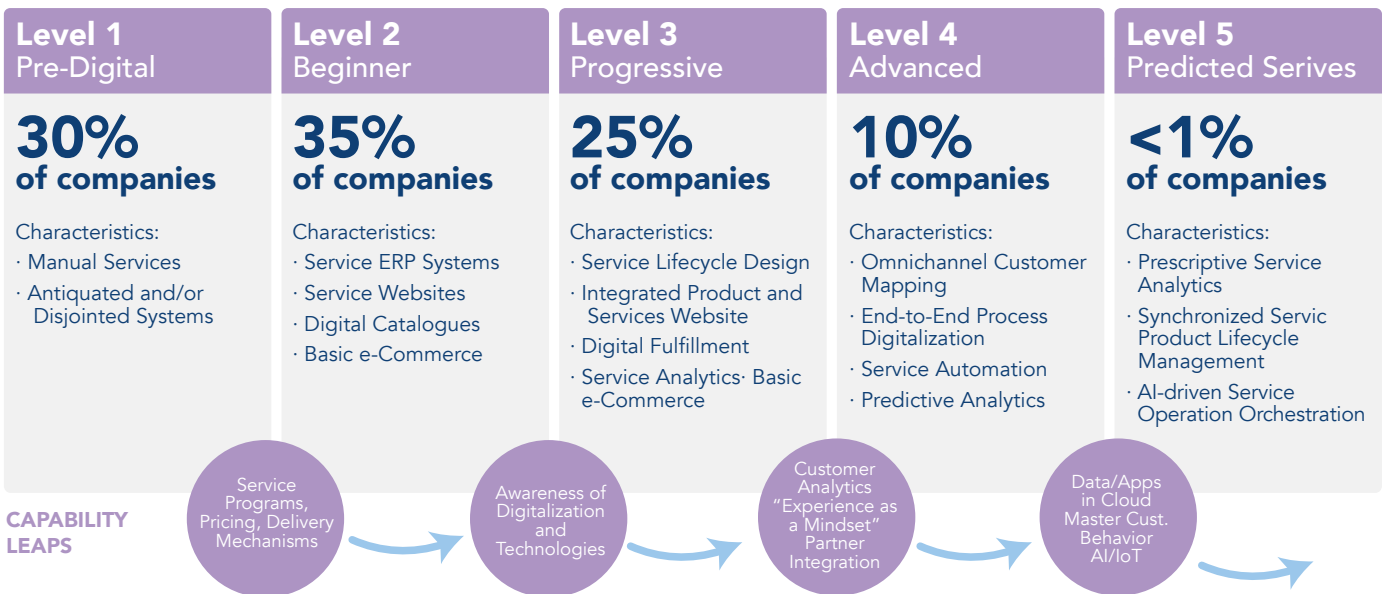 Level 1
Pre-Digital
30%
of companies
Characteristics:
· Manual Services
· Antiquated and/or
Disjointed Systems
Level 2
Beginner
35%
of companies
Characteristics:
· Service ERP Systems
· Service Websites
· Digital Catalogues
· Basic e-Commerce
Level 3
Progressive
25%
of companies
Characteristics:
· Service Lifecycle Design
· Integrated Product and
Services Website
· Digital Fulfillment
· Service Analytics· Basic
e-Commerce
Level 4
Advanced
10%
of companies
Characteristics:
· Omnichannel Customer
Mapping
· End-to-End Process
Digitalization
· Service Automation
· Predictive Analytics
Level 5
Predicted Serives
<1%
of companies
Characteristics:
· Prescriptive Service
Analytics
· Synchronized Servic
Product Lifecycle
Management
· AI-driven Service
Operation Orchestration
CAPABILITY
LEAPS
Service
Programs,
Pricing, Delivery
Mechanisms
Awareness of
Digitalization
and
Technologies
Customer
Analytics
“Experience as
a Mindset”
Partner
Integration
Data/Apps
in Cloud
Master Cust.
Behavior
AI/IoT